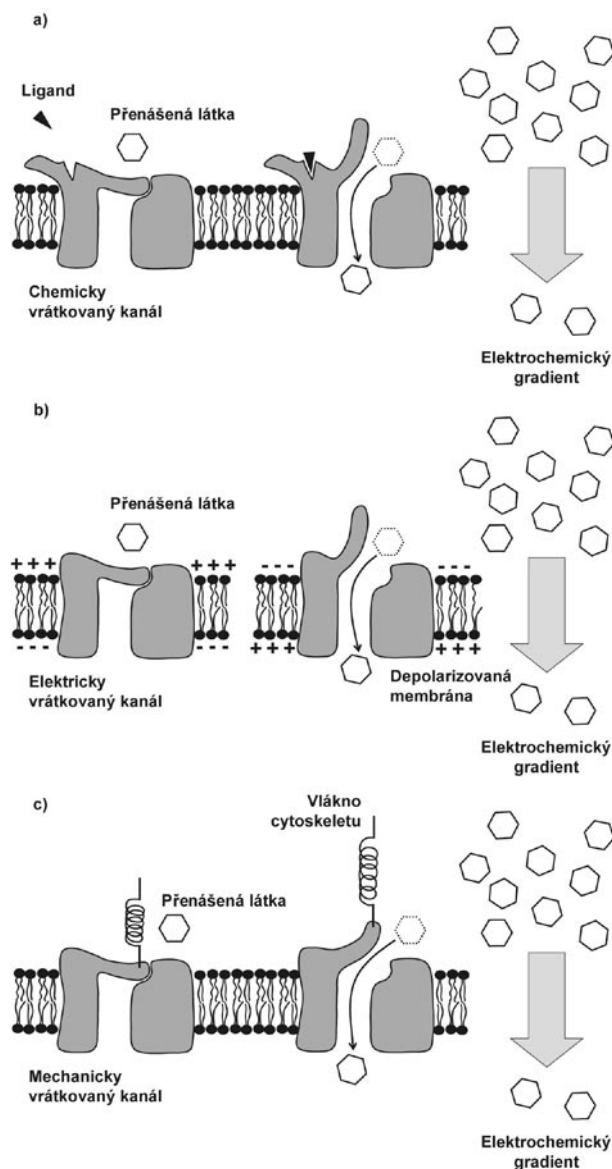 a)
Ligand
Přenášená látka
Chemicky
vrátkovaný kanál
Elektrochemický
gradient
b)
Přenášená látka
+ + +
+ + +
- - -
- - -
- - -
- - -
+ + +
+ + +
Elektricky
vrátkovaný kanál
Depolarizovaná
membrána
Elektrochemický
gradient
c)
Vlákno
cytoskeletu
Přenášená látka
Mechanicky
vrátkovaný kanál
Elektrochemický
gradient